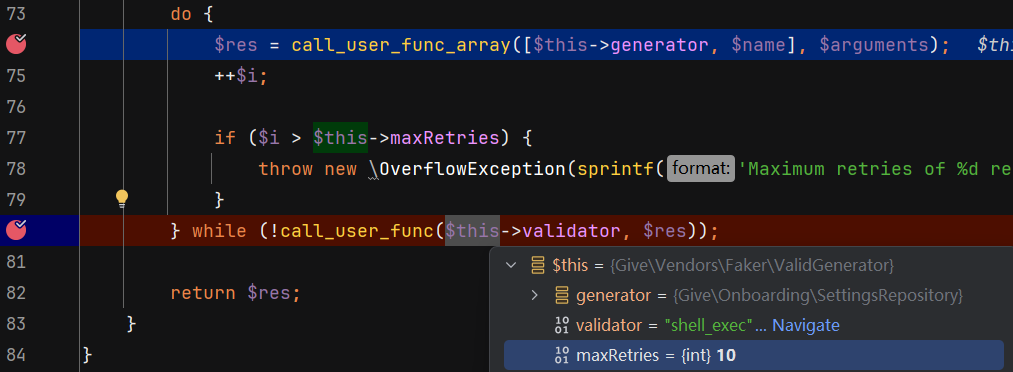 73 do {
$res = call_user_func_array([$this->generator, $name], $arguments); $thi
75 ++$i;
76
77 if ($i > $this->maxRetries) {
78 throw new \OverflowException(sprintf( format: 'Maximum retries of %d re
79 }
} while (!call_user_func($this->validator, $res));
81
$this = {Give\Vendors\Faker\ValidGenerator}
82 return $res;
generator = {Give\Onboarding\SettingsRepository}
83 }
validator = "shell_exec"... Navigate
84 }
maxRetries = {int} 10